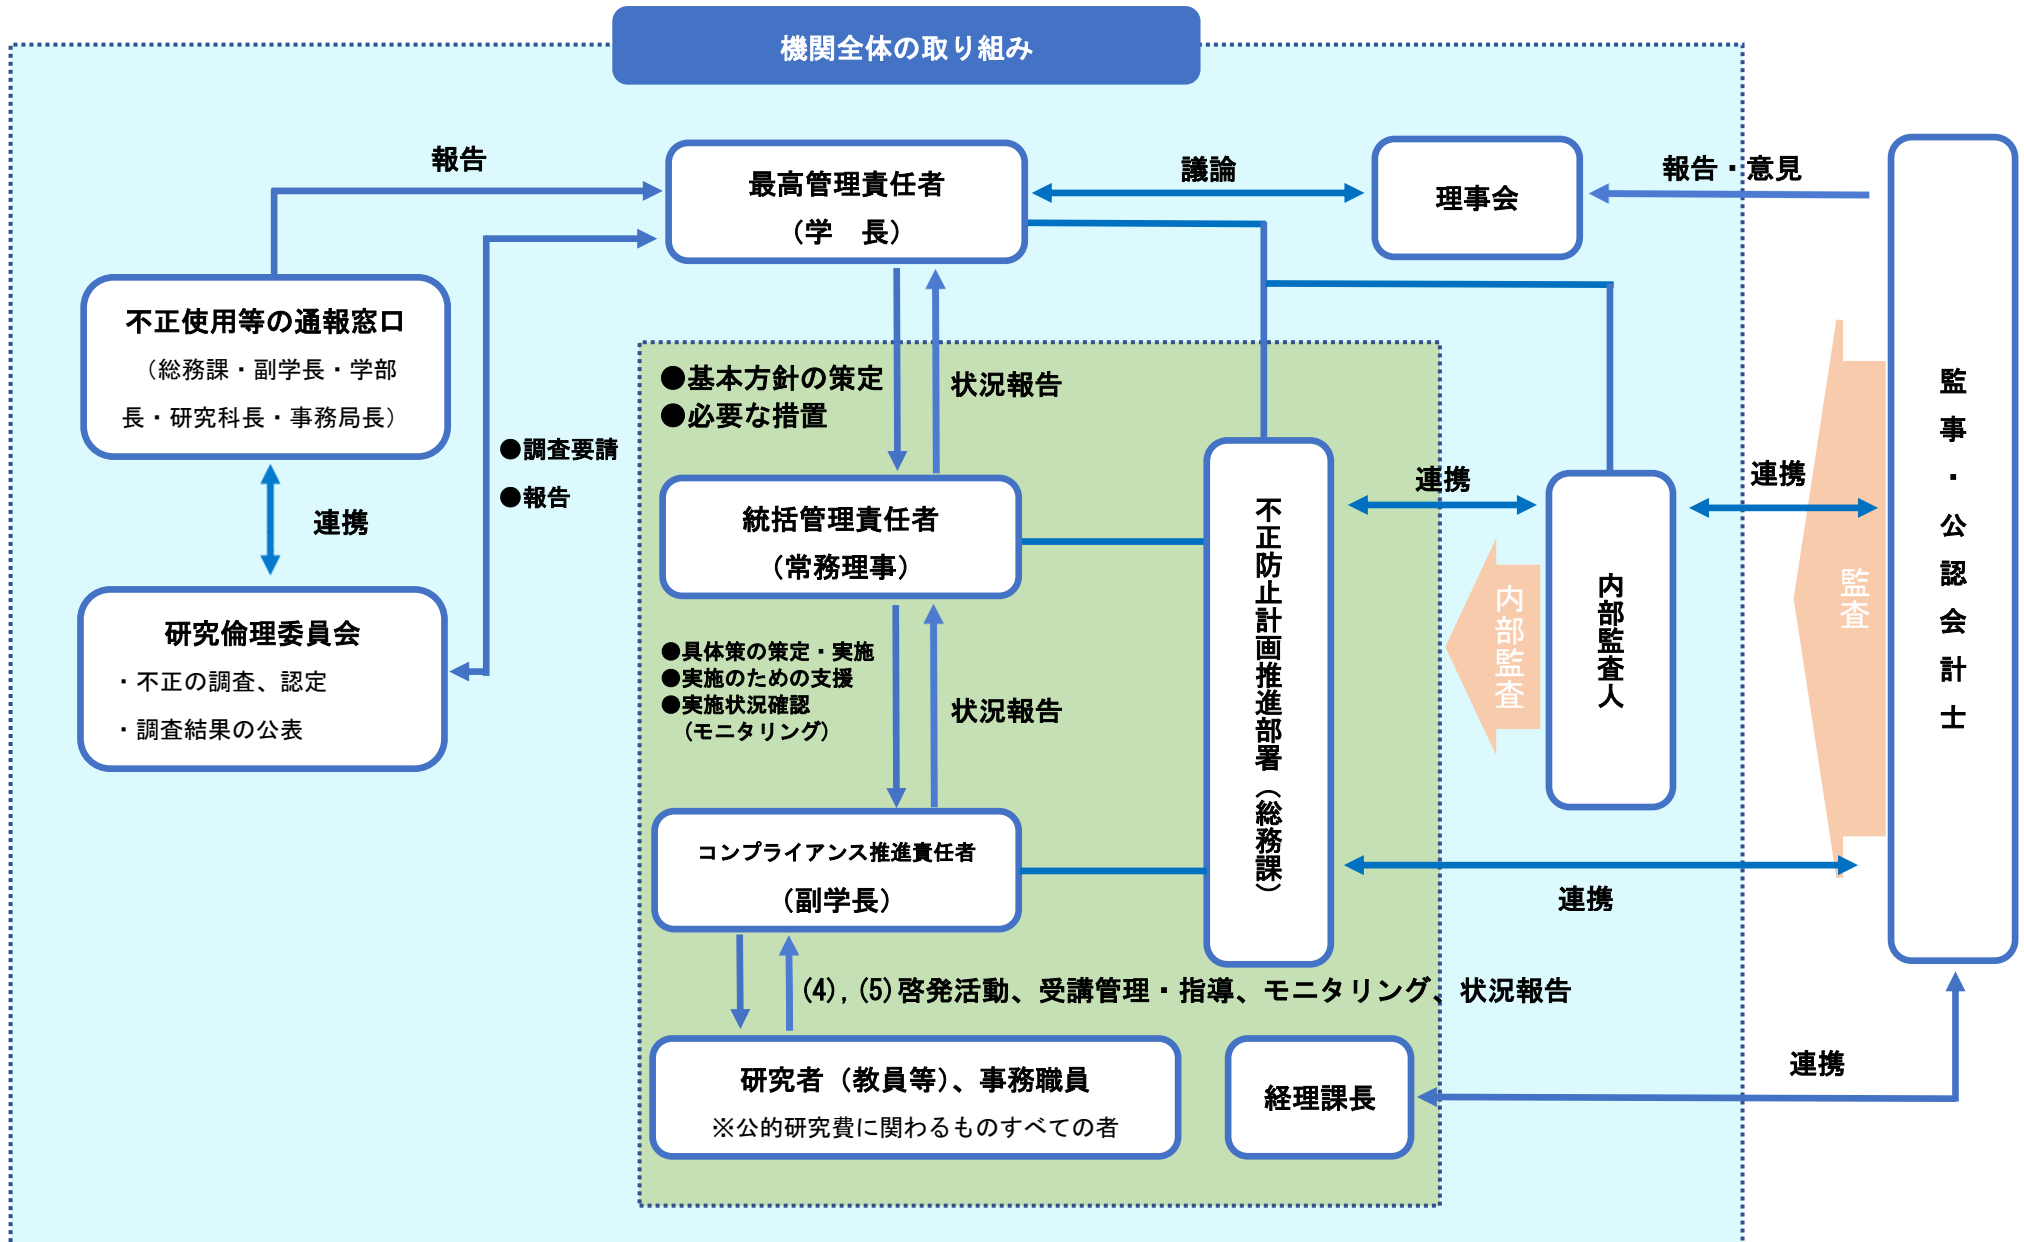 機関全体の取り組み
報告
最高管理責任者
（学　長）
議論
理事会
報告・意見
不正使用等の通報窓口
（総務課・副学長・学部
長・研究科長・事務局長）
●調査要請
●報告
連携
研究倫理委員会
・不正の調査、認定
・調査結果の公表
●基本方針の策定
●必要な措置
状況報告
統括管理責任者
（常務理事）
●具体策の策定・実施
●実施のための支援
●実施状況確認
（モニタリング）
状況報告
コンプライアンス推進責任者
（副学長）
(4),(5)啓発活動、受講管理・指導、モニタリング、状況報告
研究者（教員等）、事務職員
※公的研究費に関わるものすべての者
経理課長
不正防止計画推進部署（総務課）
連携
内部監査
内部監査人
連携
監査
連携
連携
監事・公認会計士